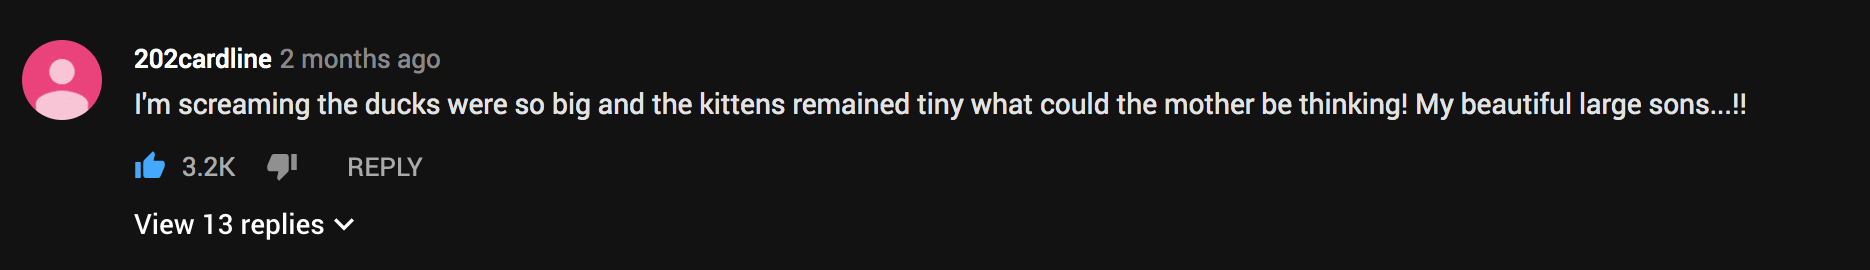 202cardline 2 months ago
I'm screaming the ducks were so big and the kittens remained tiny what could the mother be thinking! My beautiful large sons...!!
3.2K REPLY
View 13 replies